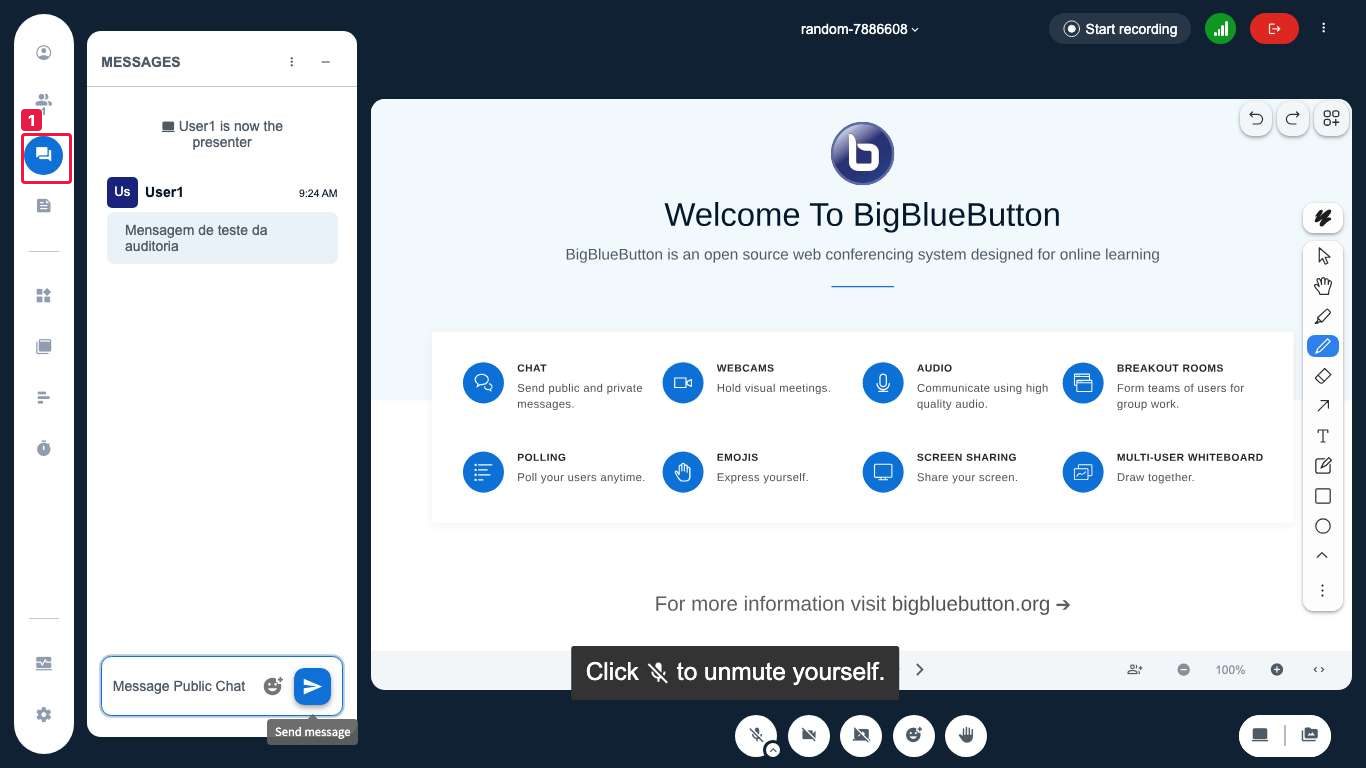 random-7886608
Start recording
MESSAGES
1
1
User1 is now the
presenter
Us
User1
9:24 AM
Mensagem de teste da
auditoria
Message Public Chat
Send message
Welcome To BigBlueButton
BigBlueButton is an open source web conferencing system designed for online learning
CHAT
Send public and private
messages.
WEBCAMS
Hold visual meetings.
AUDIO
Communicate using high
quality audio.
BREAKOUT ROOMS
Form teams of users for
group work.
POLLING
Poll your users anytime.
EMOJIS
Express yourself.
SCREEN SHARING
Share your screen.
MULTI-USER WHITEBOARD
Draw together.
For more information visit bigbluebutton.org ➔
Click to unmute yourself.
100%